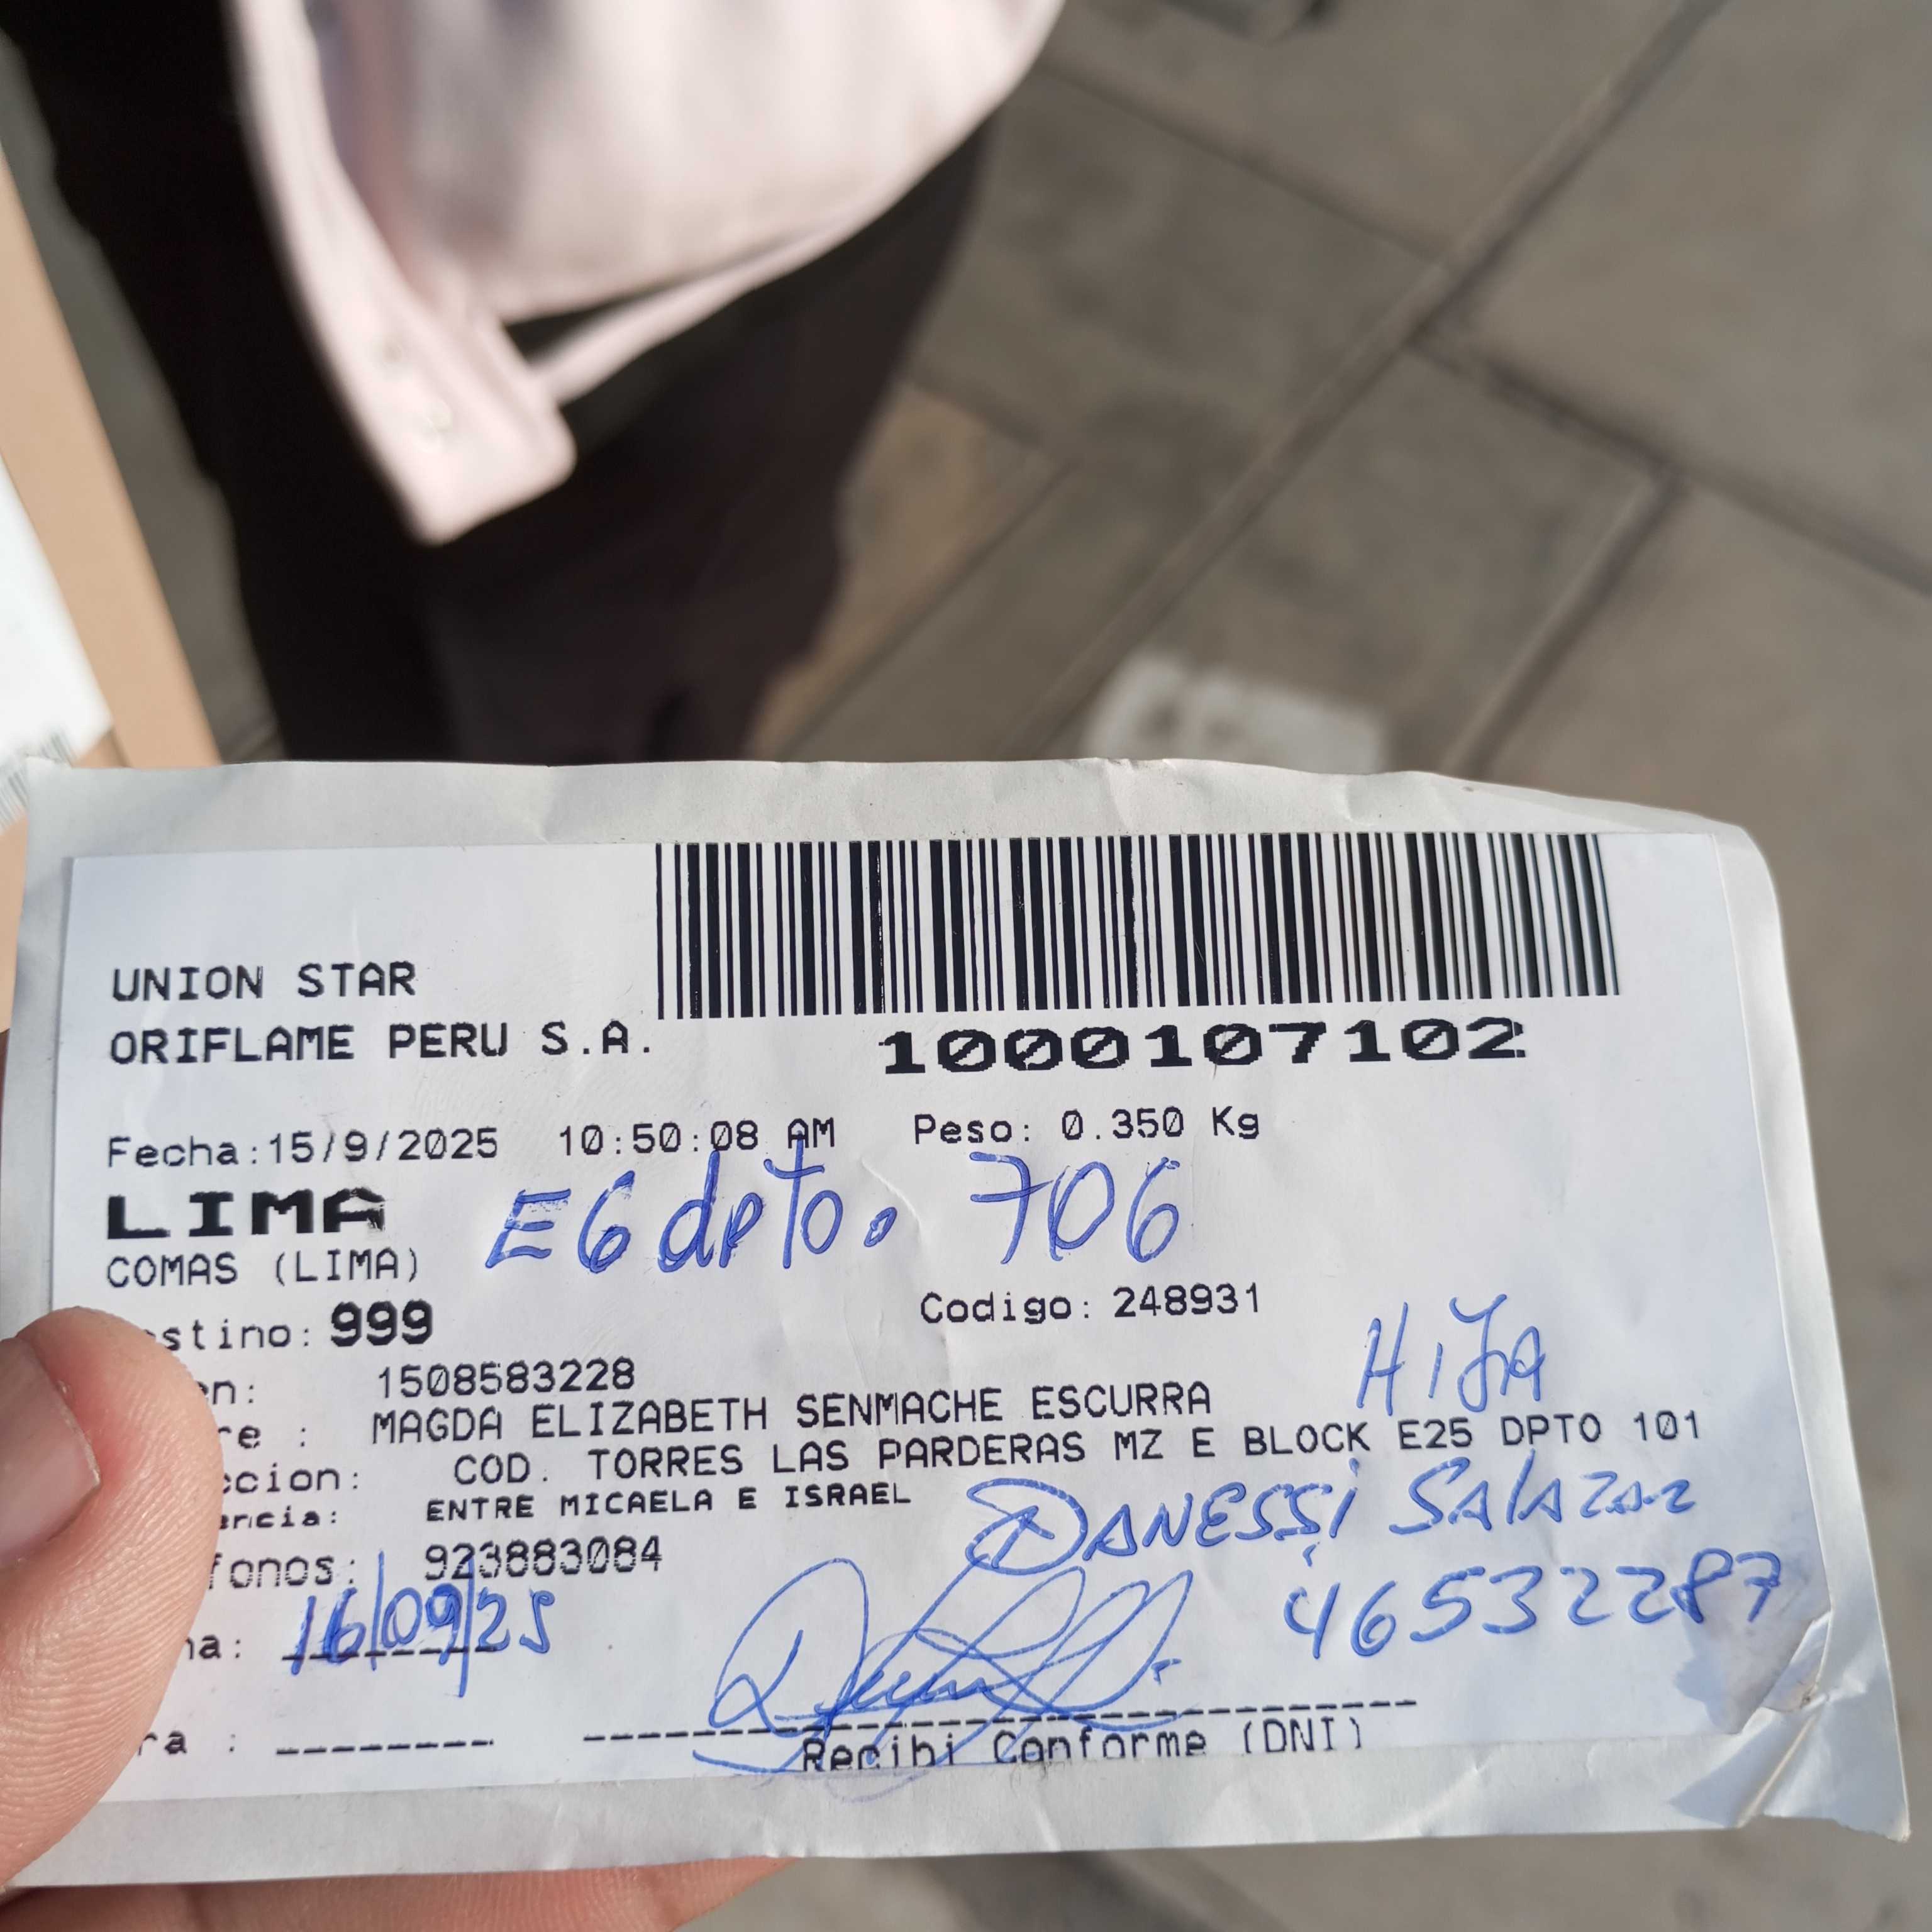 UNION STAR
ORIFLAME PERU S.A.
1000107102
Fecha:15/9/2025 10:50:08 AM Peso: 0.350 Kg
LIMA E6 dpto. 706
COMAS (LIMA)
stino: 999 Codigo: 248931
en: 1508583228 HIJA
re : MAGDA ELIZABETH SENMACHE ESCURRA
ccion: COD. TORRES LAS PARDERAS MZ E BLOCK E25 DPTO 101
encia: ENTRE MICAELA E ISRAEL
DANESSI SALAZAR
fonos: 923883084
46532287
ha: 16/09/25
ra : --------
Recibi Conforme (DNI)